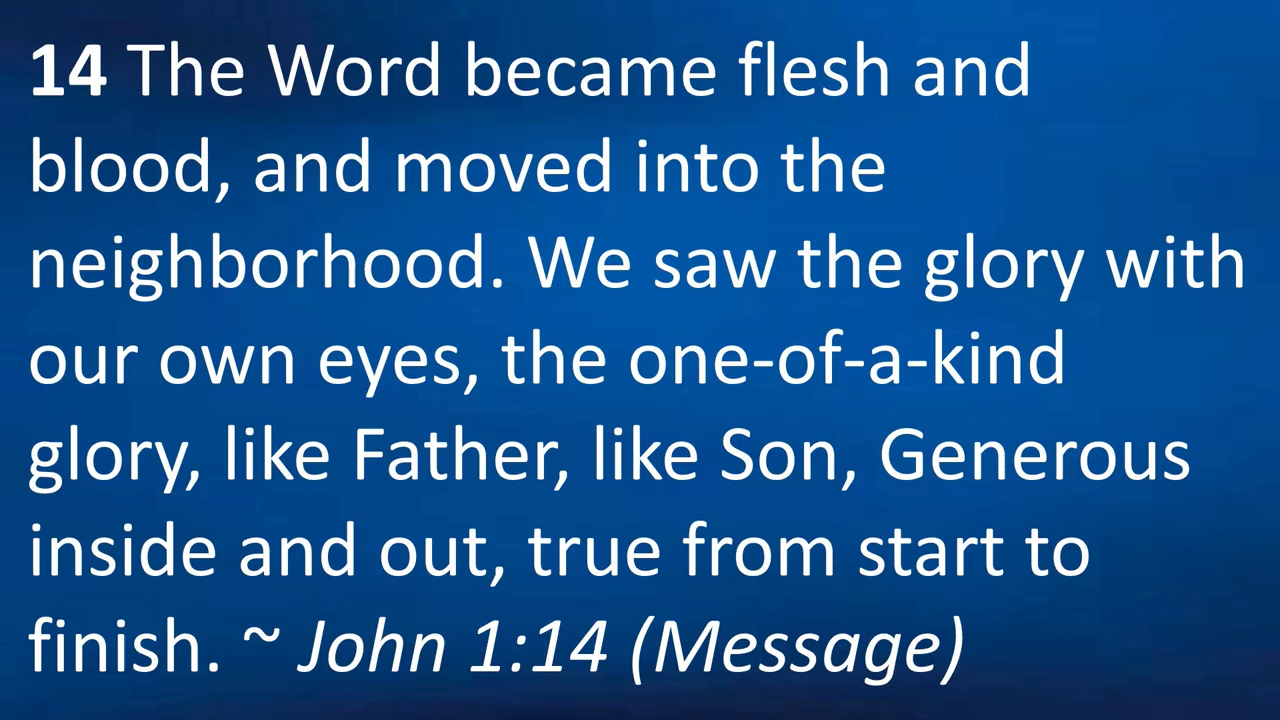 14 The Word became flesh and
blood, and moved into the
neighborhood. We saw the glory with
our own eyes, the one-of-a-kind
glory, like Father, like Son, Generous
inside and out, true from start to
finish. ~ John 1:14 (Message)